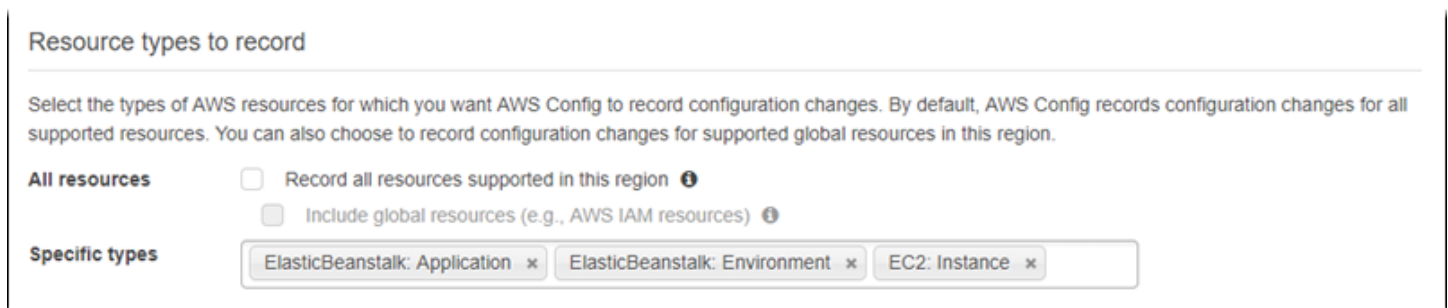 Resource types to record
Select the types of AWS resources for which you want AWS Config to record configuration changes. By default, AWS Config records configuration changes for all
supported resources. You can also choose to record configuration changes for supported global resources in this region.
All resources Record all resources supported in this region
Include global resources (e.g., AWS IAM resources)
Specific types ElasticBeanstalk: Application × ElasticBeanstalk: Environment × EC2: Instance ×